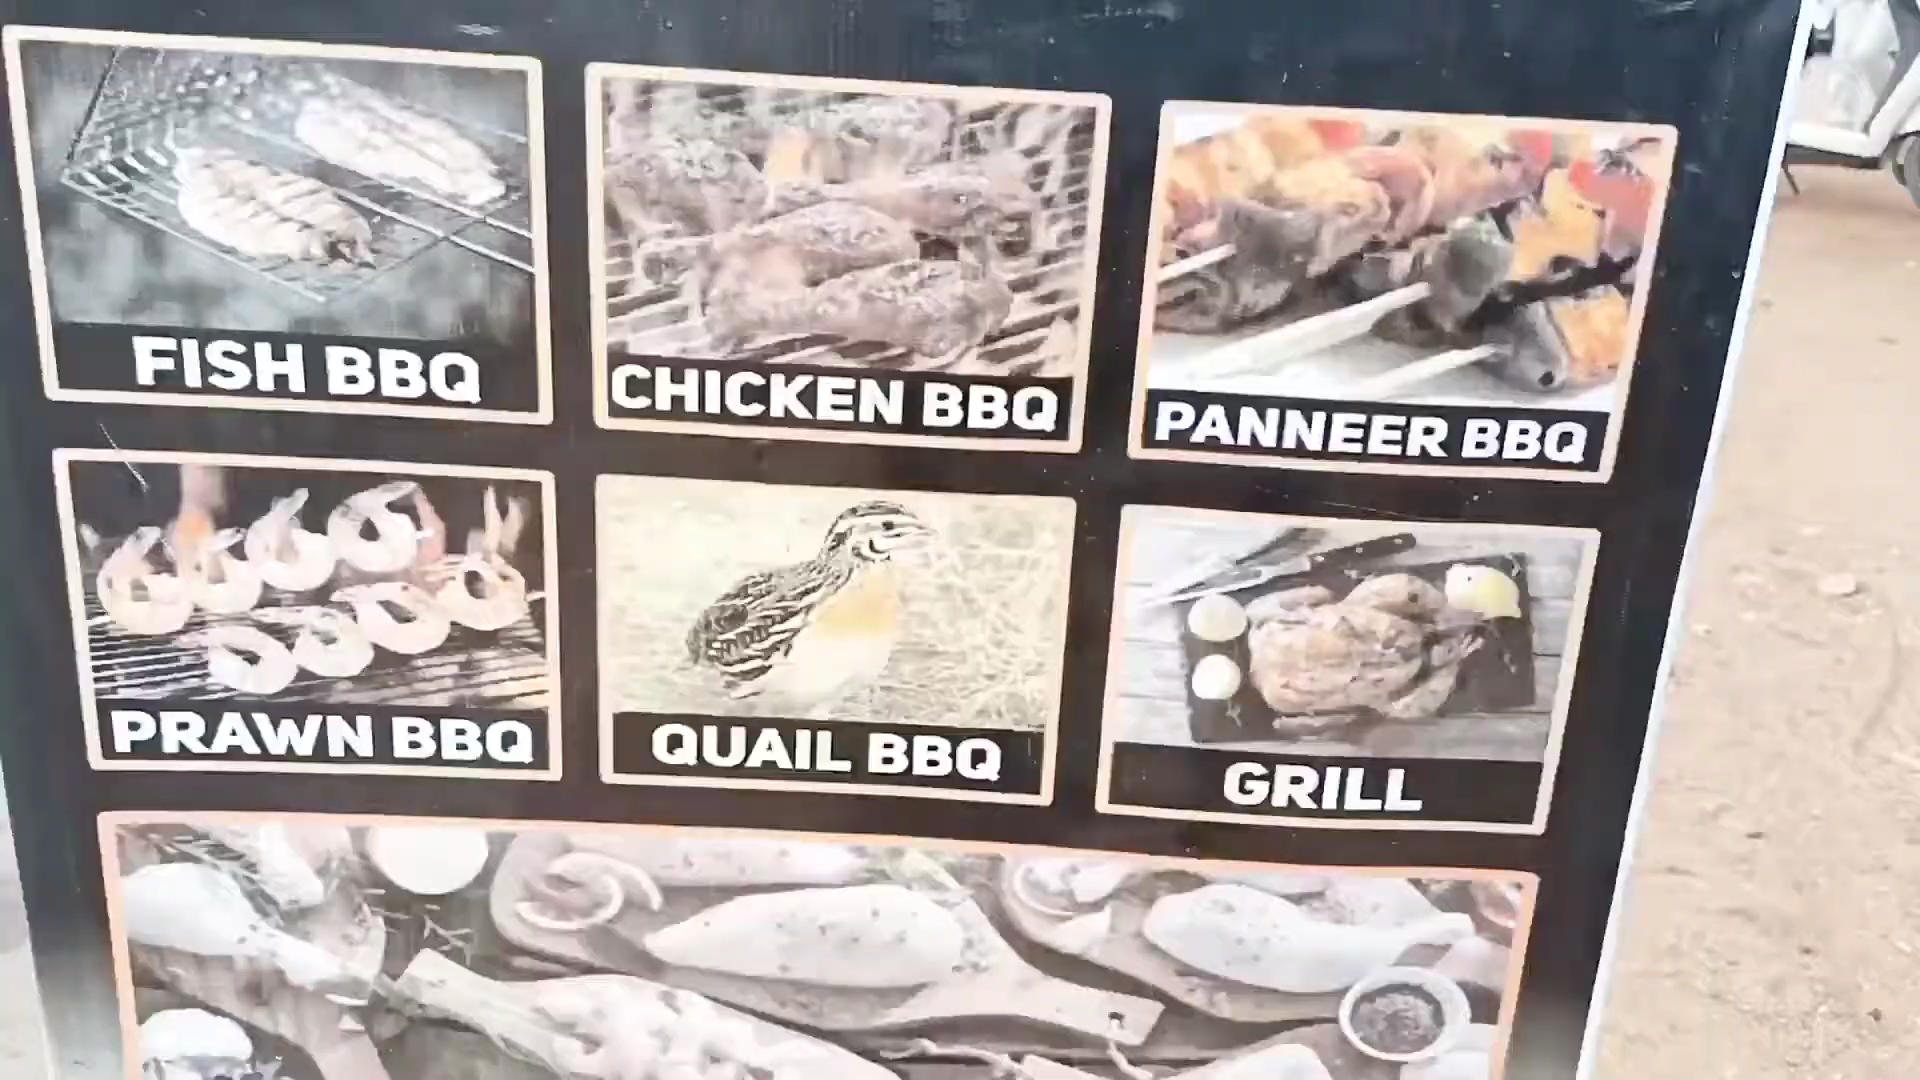 FISH BBQ
CHICKEN BBQ
PANNEER BBQ
PRAWN BBQ
QUAIL BBQ
GRILL